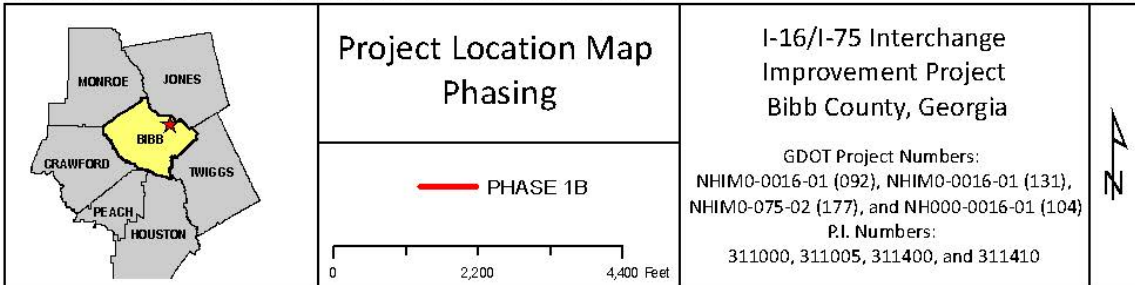 MONROE
JONES
BIBB
CRAWFORD
TWIGGS
PEACH
HOUSTON
Project Location Map
Phasing
PHASE 1B
0 2,200 4,400 Feet
I-16/I-75 Interchange
Improvement Project
Bibb County, Georgia
GDOT Project Numbers:
NHIM0-0016-01 (092), NHIM0-0016-01 (131),
NHIM0-075-02 (177), and NH000-0016-01 (104)
P.I. Numbers:
311000, 311005, 311400, and 311410
N